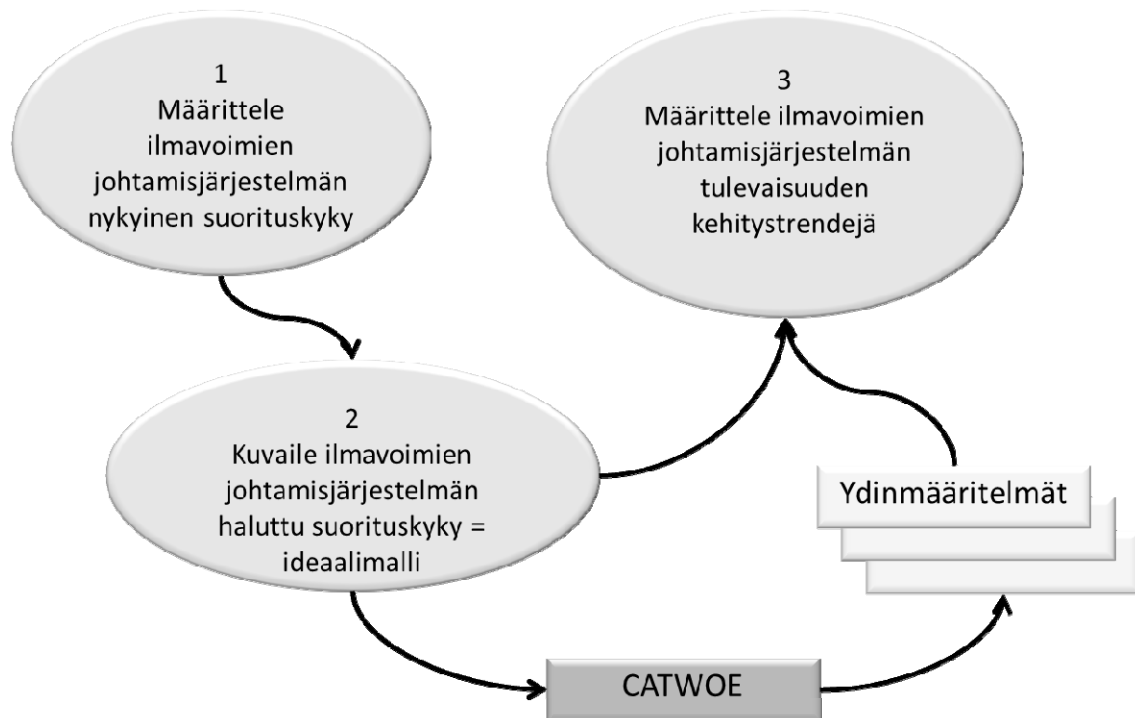 1
Määrittele
ilmavoimien
johtamisjärjestelmän
nykyinen suorituskyky
3
Määrittele ilmavoimien
johtamisjärjestelmän
tulevaisuuden
kehitystrendejä
2
Kuvaile ilmavoimien
johtamisjärjestelmän
haluttu suorituskyky =
ideaalimalli
Ydinmääritelmät
CATWOE